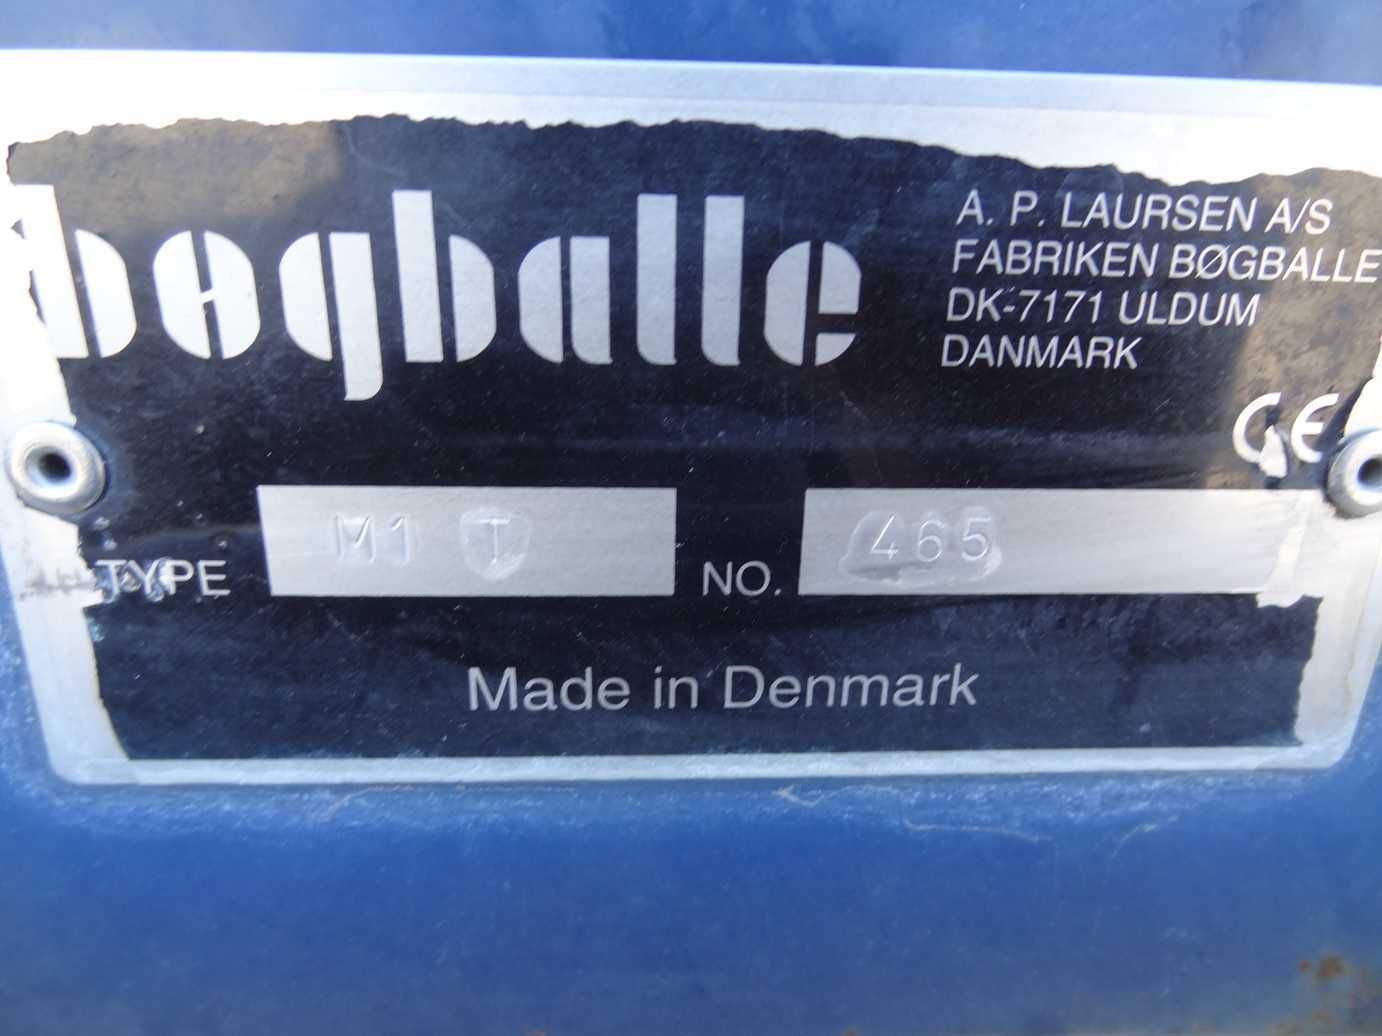 bøgballe
A. P. LAURSEN A/S
FABRIKEN BØGBALLE
DK-7171 ULDUM
DANMARK
CE
TYPE M1 T NO. 465
Made in Denmark